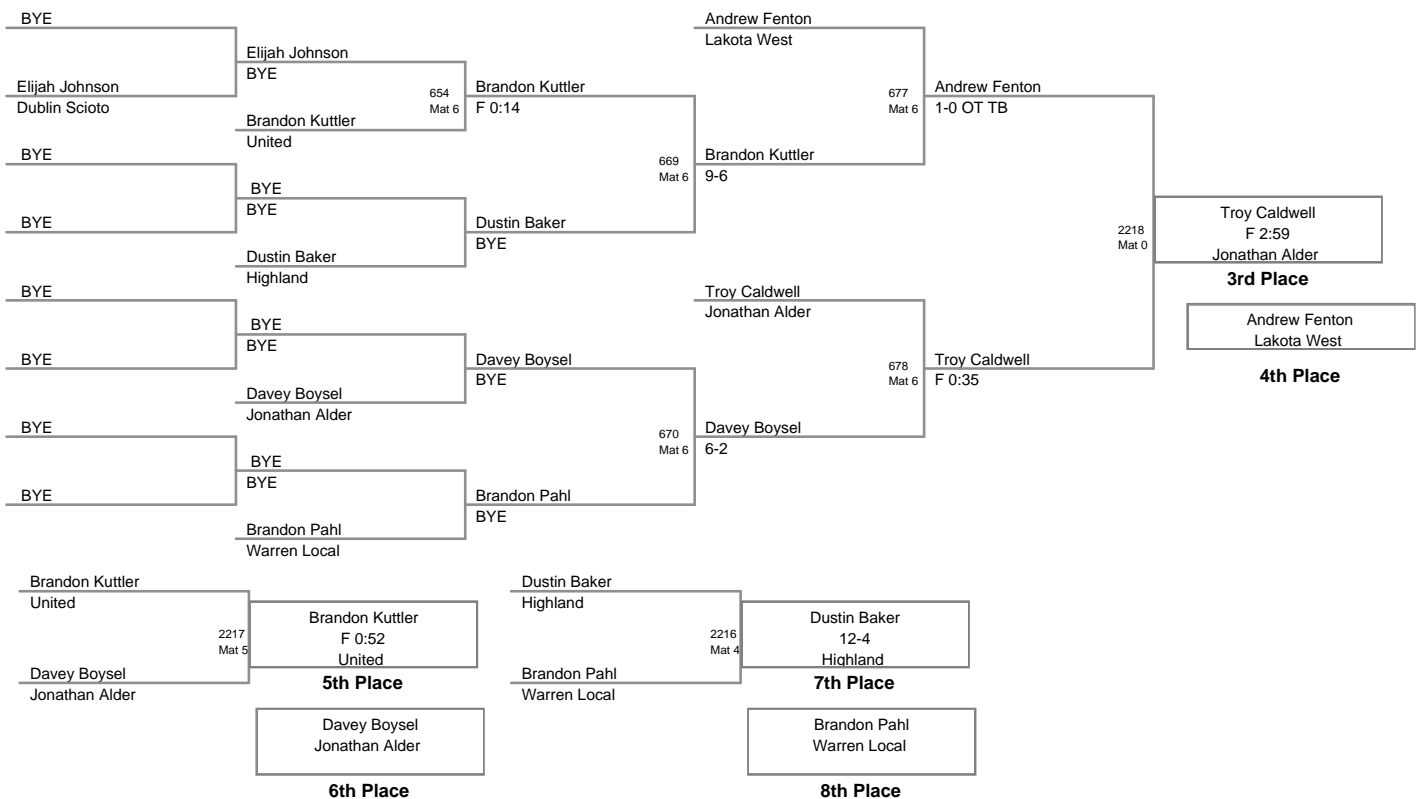 BYE
Elijah Johnson
Dublin Scioto
BYE
BYE
BYE
BYE
BYE
BYE
Elijah Johnson
BYE
Brandon Kuttler
United
BYE
BYE
Dustin Baker
Highland
BYE
BYE
Davey Boysel
Jonathan Alder
BYE
BYE
Brandon Pahl
Warren Local
654
Mat 6
Brandon Kuttler
F 0:14
Dustin Baker
BYE
Davey Boysel
BYE
Brandon Pahl
BYE
669
Mat 6
670
Mat 6
Andrew Fenton
Lakota West
Brandon Kuttler
9-6
Troy Caldwell
Jonathan Alder
Davey Boysel
6-2
677
Mat 6
678
Mat 6
Andrew Fenton
1-0 OT TB
Troy Caldwell
F 0:35
2218
Mat 0
Troy Caldwell
F 2:59
Jonathan Alder
3rd Place
Andrew Fenton
Lakota West
4th Place
Brandon Kuttler
United
Davey Boysel
Jonathan Alder
2217
Mat 5
Brandon Kuttler
F 0:52
United
5th Place
Davey Boysel
Jonathan Alder
6th Place
Dustin Baker
Highland
Brandon Pahl
Warren Local
2216
Mat 4
Dustin Baker
12-4
Highland
7th Place
Brandon Pahl
Warren Local
8th Place